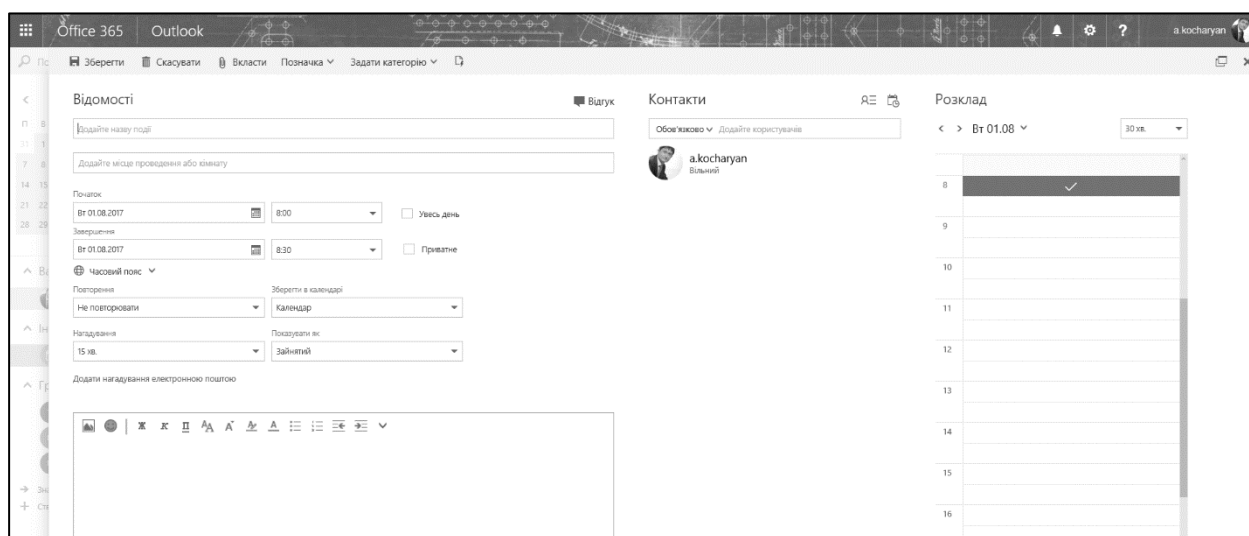 Office 365 Outlook a.kocharyan
Зберегти Скасувати Вкласти Позначка Задати категорію
Відомості Відгук
Додайте назву події
Додайте місце проведення або кімнату
Початок
Вт 01.08.2017 8:00 Увесь день
Завершення
Вт 01.08.2017 8:30 Приватне
Часовий пояс
Повторення Зберегти в календарі
Не повторювати Календар
Нагадування Показувати як
15 хв. Зайнятий
Додати нагадування електронною поштою
Ж К П
Контакти
Обов'язково Додайте користувачів
a.kocharyan
Вільний
Розклад
Вт 01.08 30 хв.
8
9
10
11
12
13
14
15
16